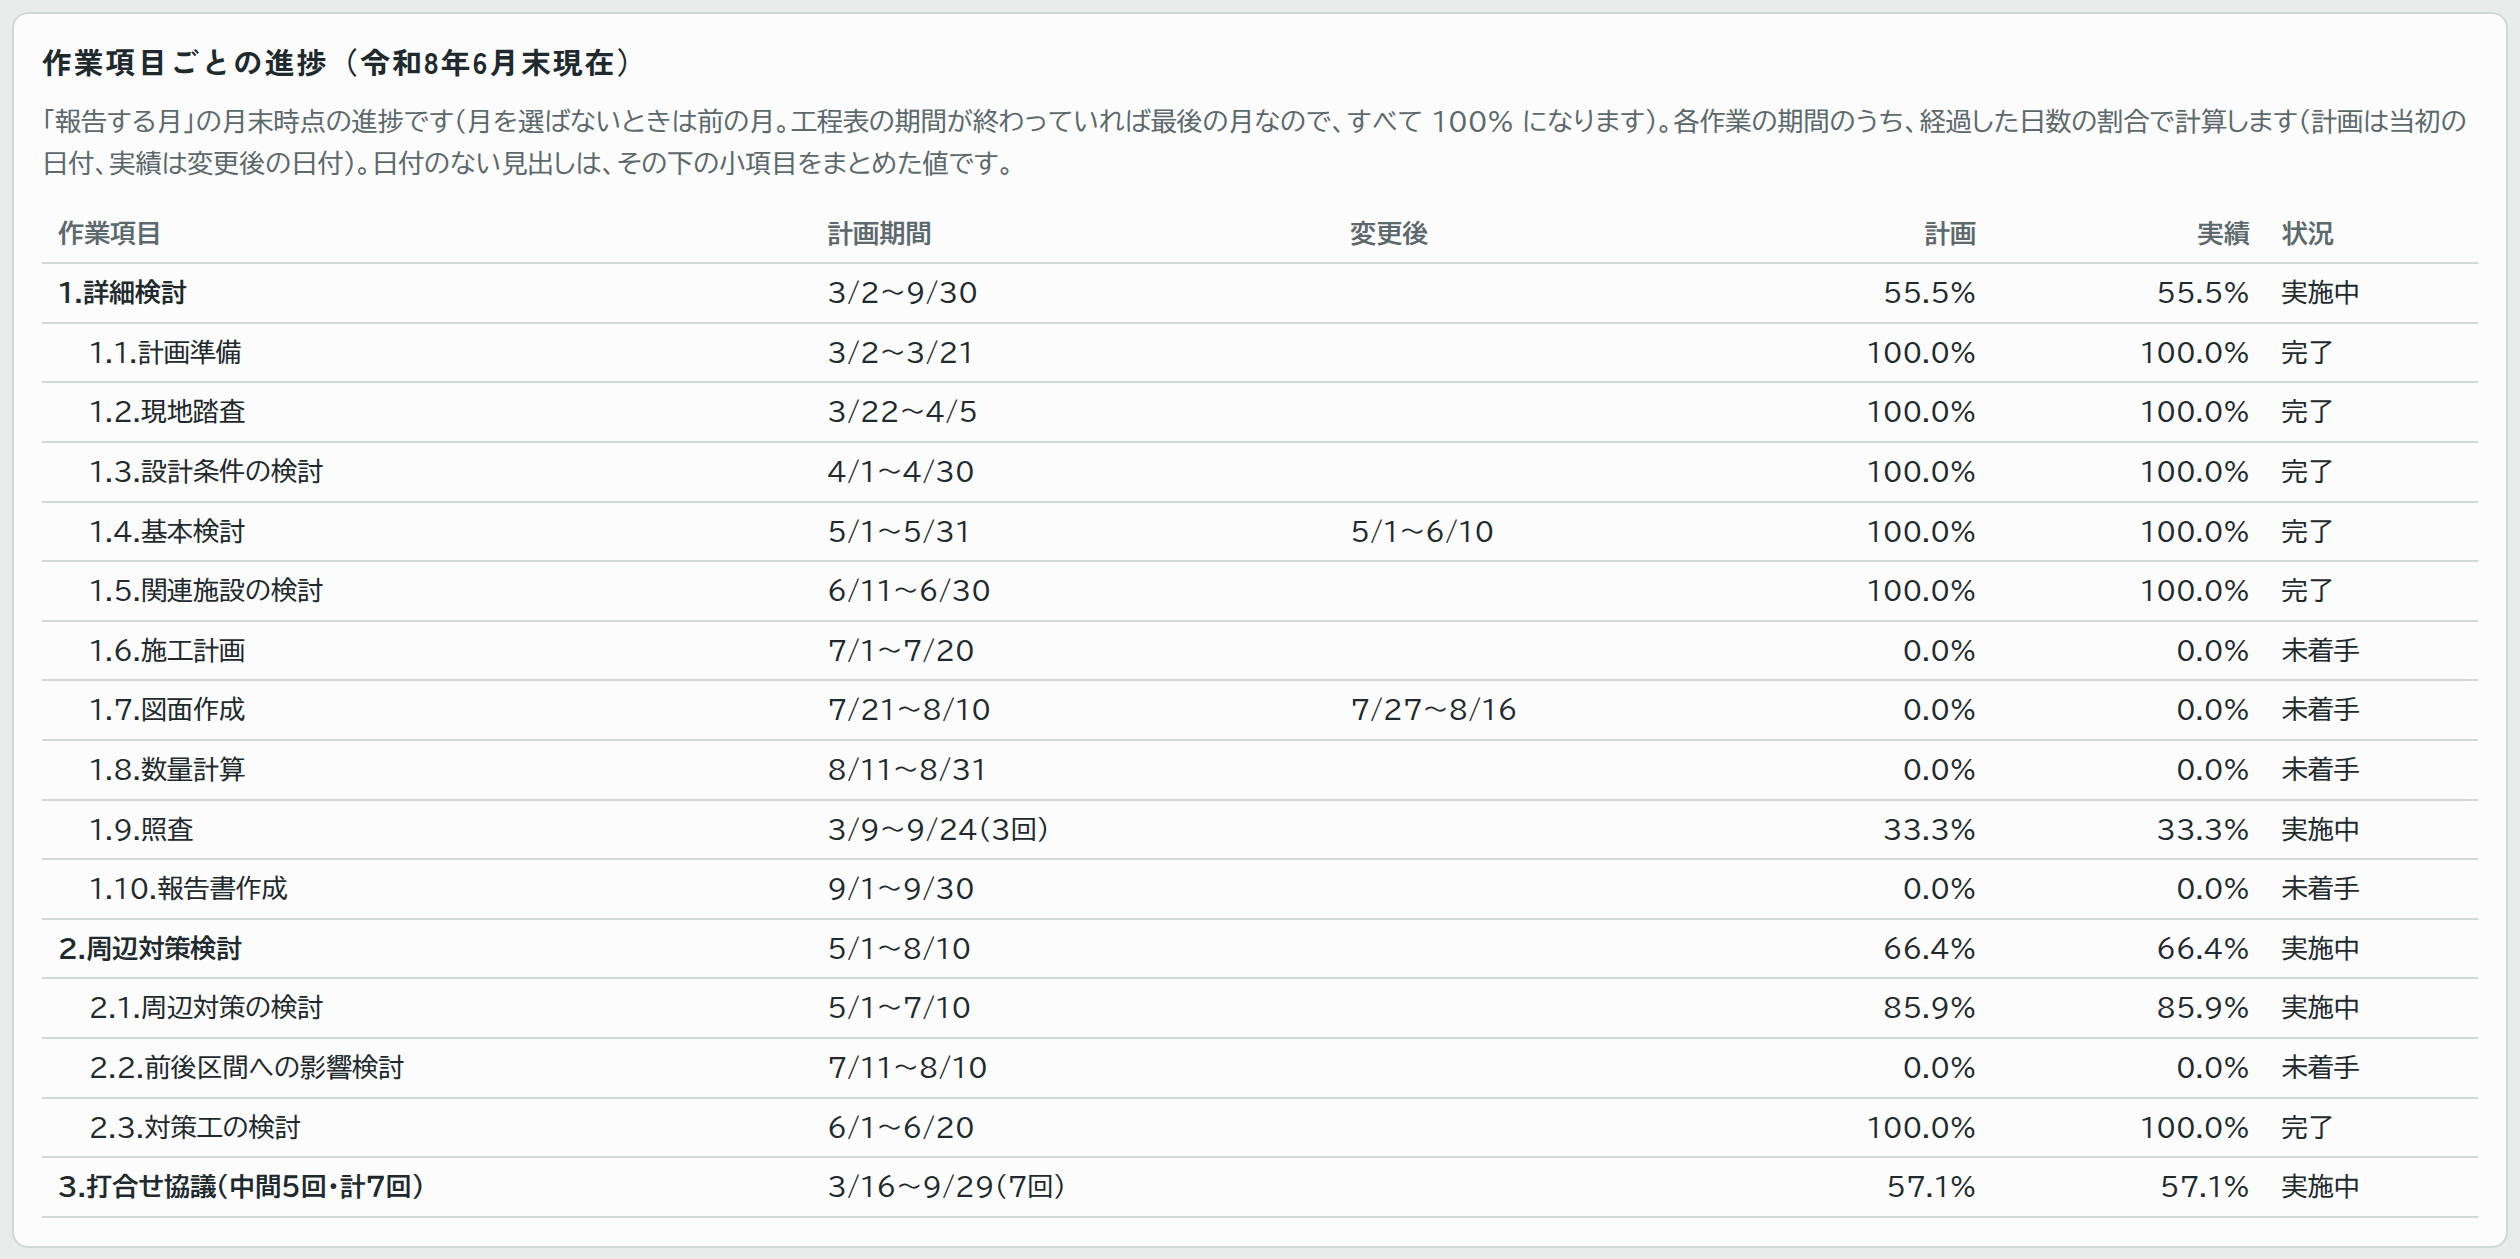 作業項目ごとの進捗（令和8年6月末現在）
「報告する月」の月末時点の進捗です（月を選ばないときは前の月。工程表の期間が終わっていれば最後の月なので、すべて 100% になります）。各作業の期間のうち、経過した日数の割合で計算します（計画は当初の
日付、実績は変更後の日付）。日付のない見出しは、その下の小項目をまとめた値です。
作業項目 計画期間 変更後 計画 実績 状況
1.詳細検討 3/2～9/30 55.5% 55.5% 実施中
1.1.計画準備 3/2～3/21 100.0% 100.0% 完了
1.2.現地踏査 3/22～4/5 100.0% 100.0% 完了
1.3.設計条件の検討 4/1～4/30 100.0% 100.0% 完了
1.4.基本検討 5/1～5/31 5/1～6/10 100.0% 100.0% 完了
1.5.関連施設の検討 6/11～6/30 100.0% 100.0% 完了
1.6.施工計画 7/1～7/20 0.0% 0.0% 未着手
1.7.図面作成 7/21～8/10 7/27～8/16 0.0% 0.0% 未着手
1.8.数量計算 8/11～8/31 0.0% 0.0% 未着手
1.9.照査 3/9～9/24（3回） 33.3% 33.3% 実施中
1.10.報告書作成 9/1～9/30 0.0% 0.0% 未着手
2.周辺対策検討 5/1～8/10 66.4% 66.4% 実施中
2.1.周辺対策の検討 5/1～7/10 85.9% 85.9% 実施中
2.2.前後区間への影響検討 7/11～8/10 0.0% 0.0% 未着手
2.3.対策工の検討 6/1～6/20 100.0% 100.0% 完了
3.打合せ協議（中間5回・計7回） 3/16～9/29（7回） 57.1% 57.1% 実施中